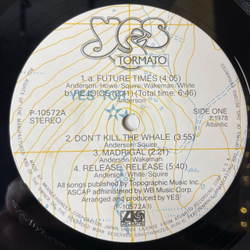 YES
TORMATO
1. a. FUTURE TIMES (4:05)
Anderson/Howe/Squire/Wakeman/White
(Total time: 6:46)
Anderson
YES
P-10572A
STEREO
SIDE ONE
℗1978
Atlantic
2. DON'T KILL THE WHALE (3:55)
Anderson/Squire
3. MADRIGAL (2:21)
Anderson/Wakeman
4. RELEASE, RELEASE (5:40)
Anderson/White/Squire
All songs published by Topographic Music Inc.
ASCAP administered by WB Music Corp.
Arranged and produced by YES